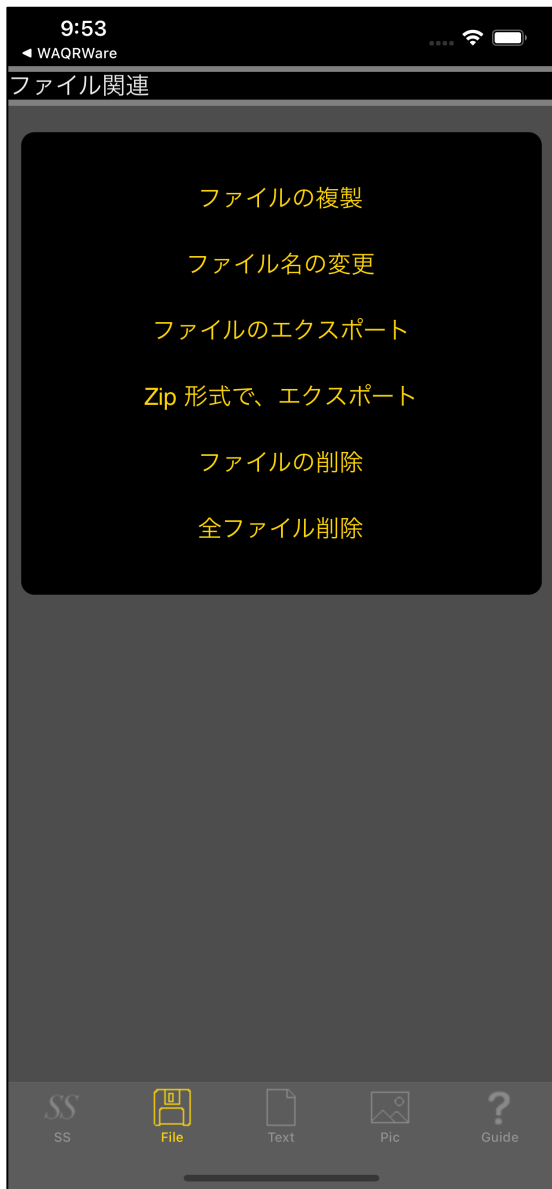 9:53
◀ WAQRWare
ファイル関連
ファイルの複製
ファイル名の変更
ファイルのエクスポート
Zip 形式で、エクスポート
ファイルの削除
全ファイル削除
SS
SS File Text Pic Guide